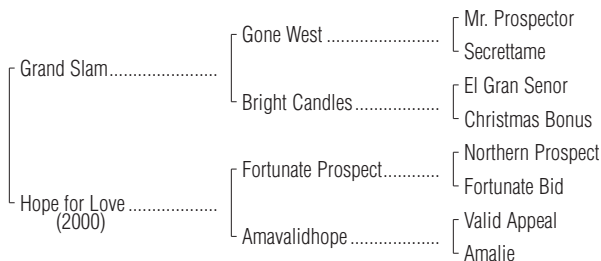 Mr. Prospector
Gone West ....................
Secrettame
Grand Slam....................
El Gran Senor
Bright Candles ................
Christmas Bonus
Northern Prospect
Fortunate Prospect...........
Fortunate Bid
Hope for Love .................
(2000)
Valid Appeal
Amavalidhope .................
Amalie